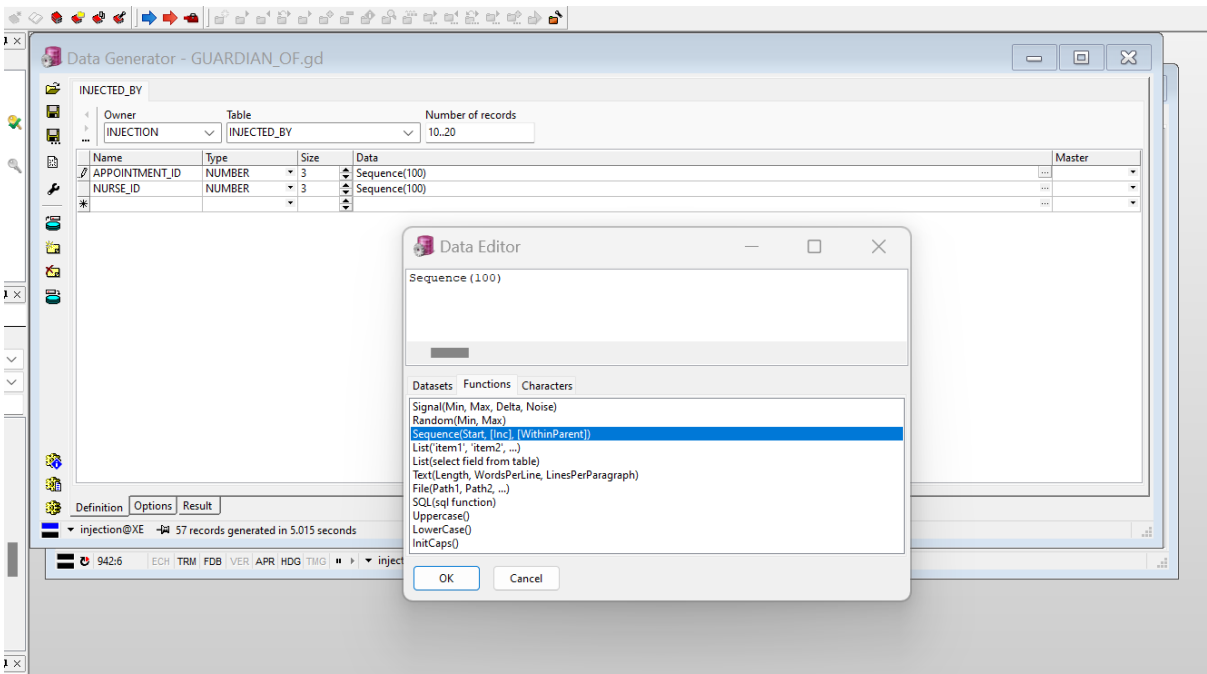 Data Generator - GUARDIAN_OF.gd
INJECTED_BY
Owner Table Number of records
INJECTION INJECTED_BY 10..20
...
Name Type Size Data Master
APPOINTMENT_ID NUMBER 3 Sequence(100) ...
NURSE_ID NUMBER 3 Sequence(100) ...
* ...
Data Editor
Sequence(100)
Datasets Functions Characters
Signal(Min, Max, Delta, Noise)
Random(Min, Max)
Sequence(Start, [Inc], [WithinParent])
List('item1', 'item2', ...)
List(select field from table)
Text(Length, WordsPerLine, LinesPerParagraph)
File(Path1, Path2, ...)
SQL(sql function)
Uppercase()
LowerCase()
InitCaps()
OK Cancel
Definition Options Result
injection@XE 57 records generated in 5.015 seconds
942:6 ECH TRM FDB VER APR HDG TMG inject